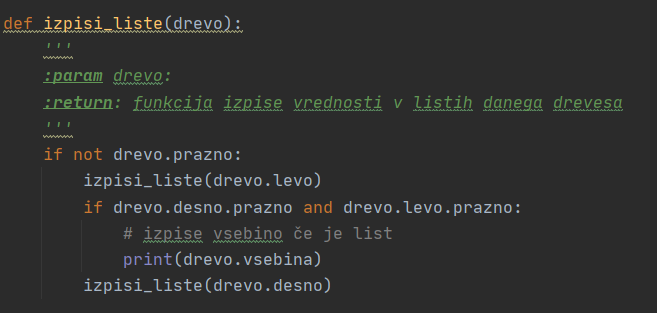 def izpisi_liste(drevo):
    '''
    :param drevo:
    :return: funkcija izpise vrednosti v listih danega drevesa
    '''
    if not drevo.prazno:
        izpisi_liste(drevo.levo)
        if drevo.desno.prazno and drevo.levo.prazno:
            # izpise vsebino če je list
            print(drevo.vsebina)
        izpisi_liste(drevo.desno)